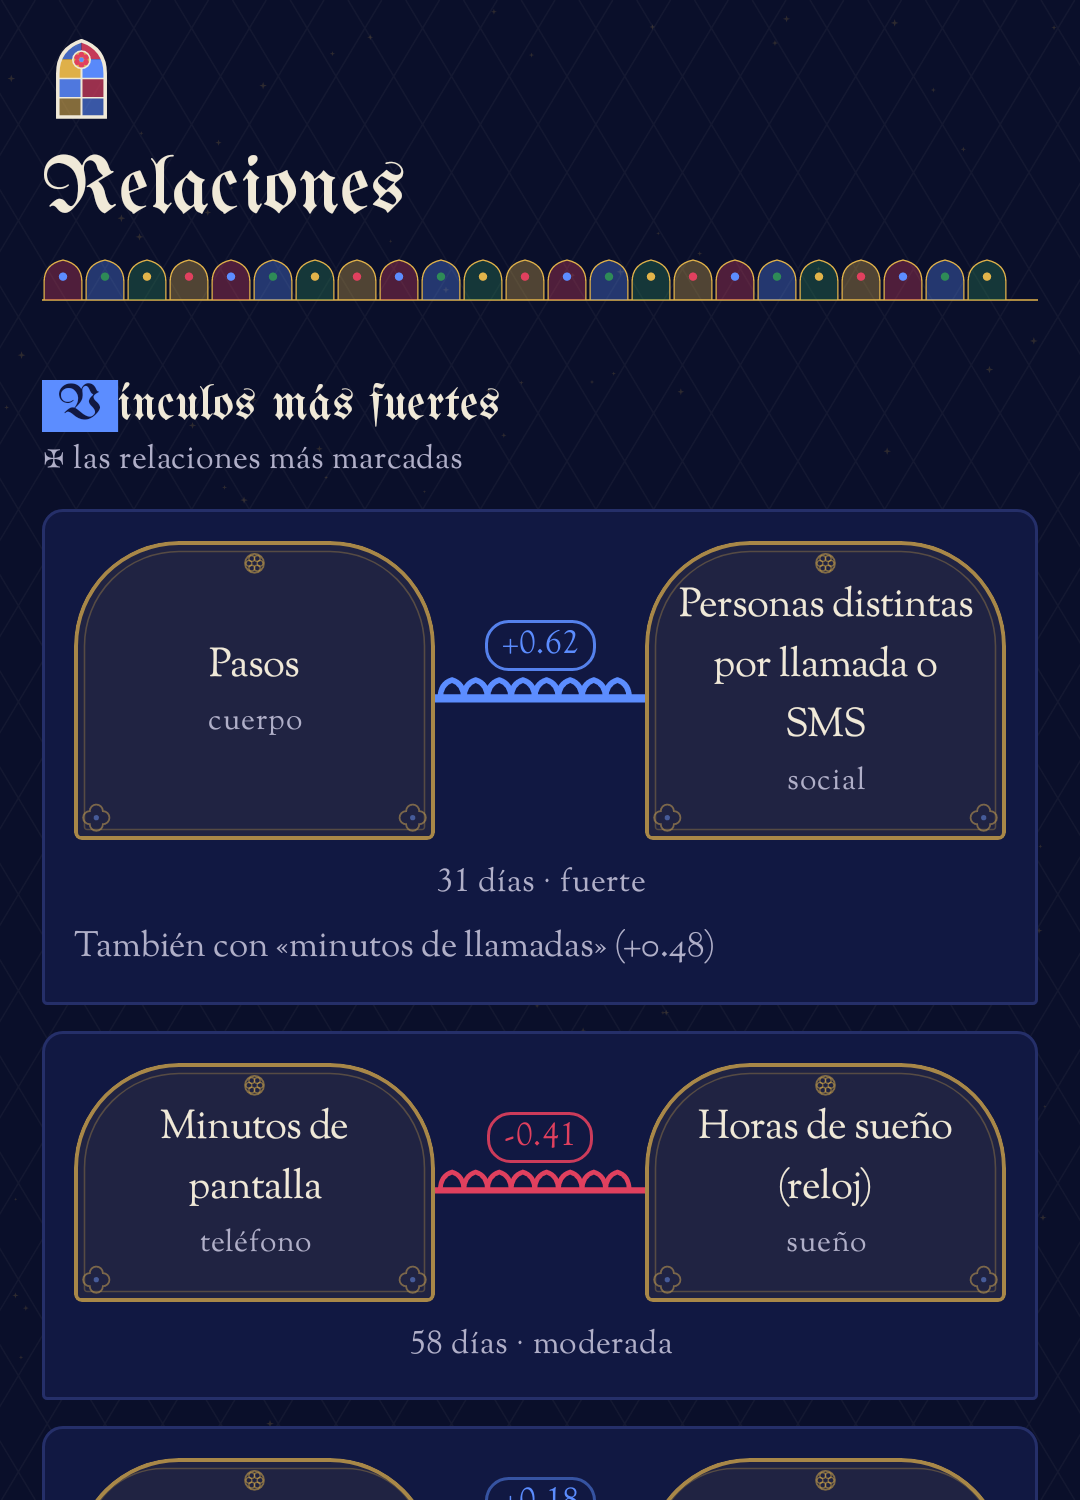 Relaciones
Vínculos más fuertes
✠ las relaciones más marcadas
Pasos
cuerpo
+0.62
Personas distintas
por llamada o
SMS
social
31 días · fuerte
También con «minutos de llamadas» (+0.48)
Minutos de
pantalla
teléfono
-0.41
Horas de sueño
(reloj)
sueño
58 días · moderada
+0.18